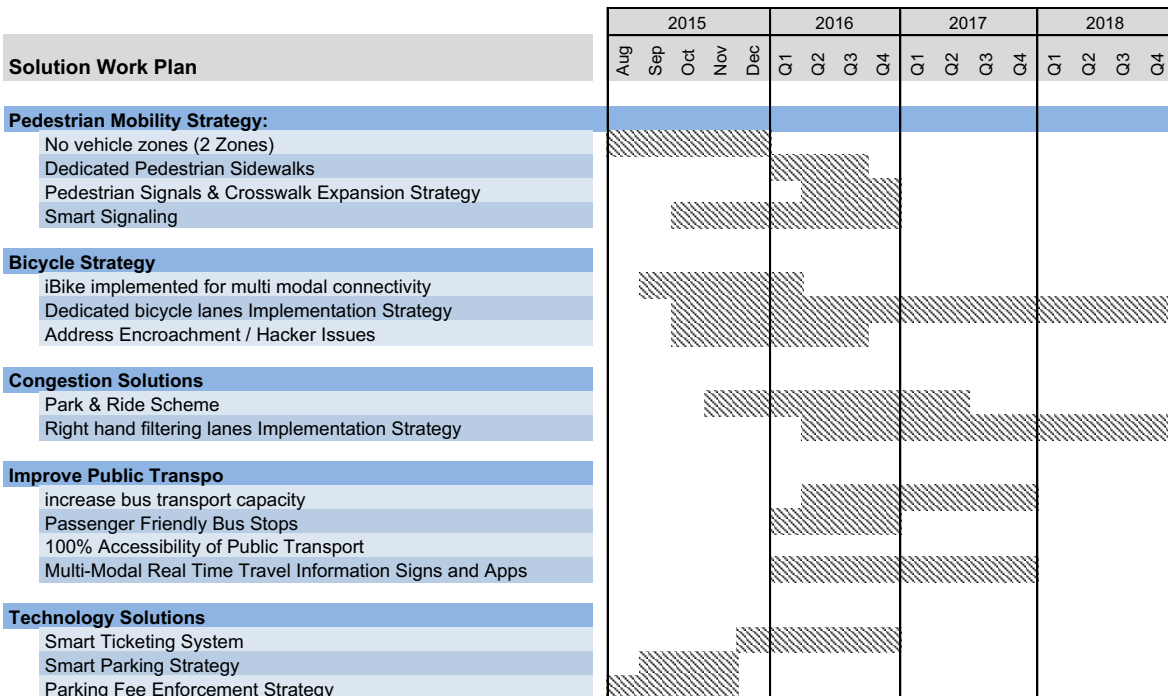 2015 2016 2017 2018
Solution Work Plan Aug Sep Oct Nov Dec Q1 Q2 Q3 Q4 Q1 Q2 Q3 Q4 Q1 Q2 Q3 Q4
Pedestrian Mobility Strategy:
No vehicle zones (2 Zones)
Dedicated Pedestrian Sidewalks
Pedestrian Signals & Crosswalk Expansion Strategy
Smart Signaling
Bicycle Strategy
iBike implemented for multi modal connectivity
Dedicated bicycle lanes Implementation Strategy
Address Encroachment / Hacker Issues
Congestion Solutions
Park & Ride Scheme
Right hand filtering lanes Implementation Strategy
Improve Public Transpo
increase bus transport capacity
Passenger Friendly Bus Stops
100% Accessibility of Public Transport
Multi-Modal Real Time Travel Information Signs and Apps
Technology Solutions
Smart Ticketing System
Smart Parking Strategy
Parking Fee Enforcement Strategy